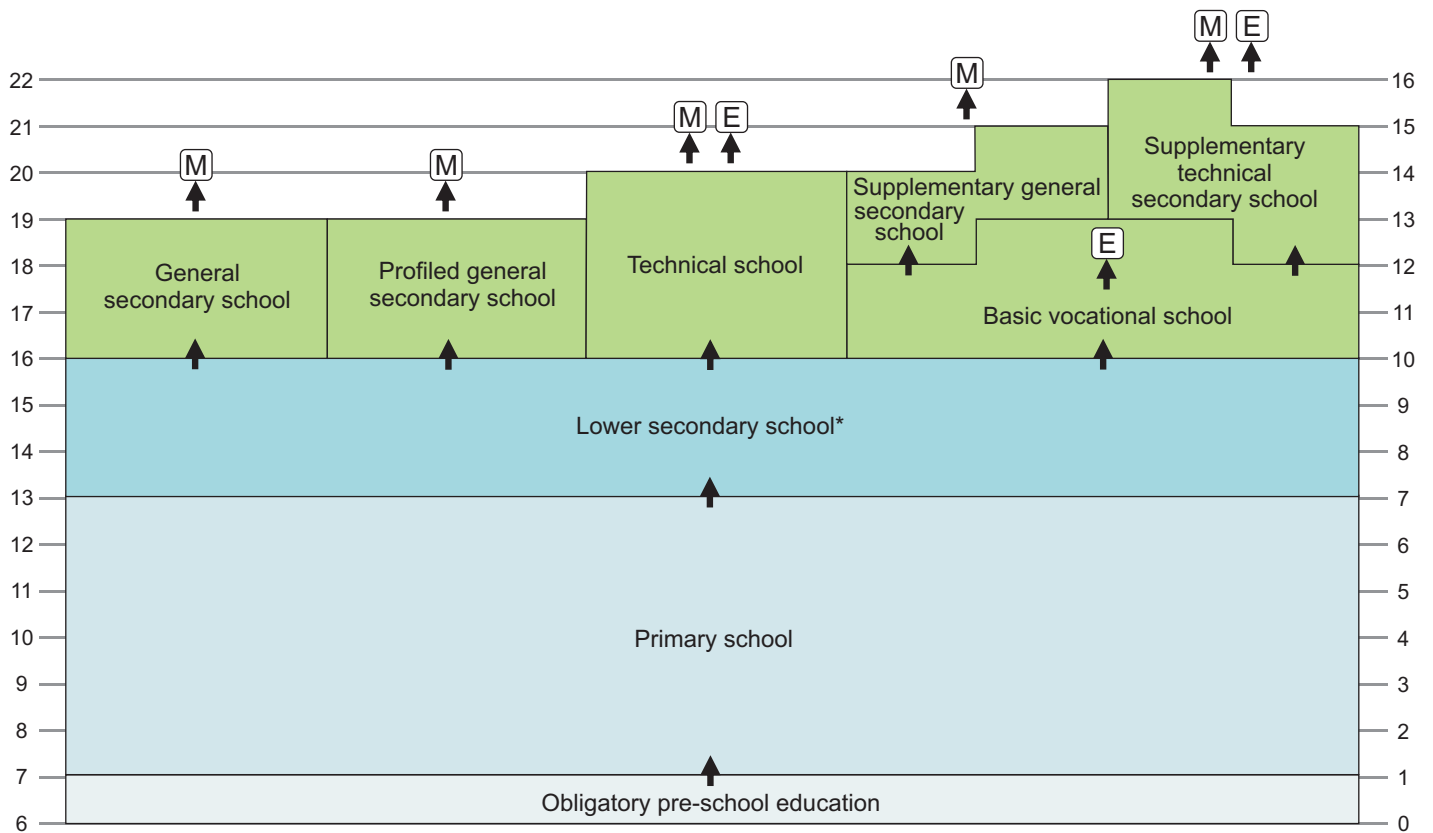 M E
22 M 16
21 M E 15
20 M M 14
Supplementary
technical
secondary school
Supplementary general
secondary
school
19 13
E
18 12
General
secondary school
Profiled general
secondary school
Technical school
17 11
Basic vocational school
16 10
15 9
Lower secondary school*
14 8
13 7
12 6
11 5
10 Primary school 4
9 3
8 2
7 1
Obligatory pre-school education
6 0